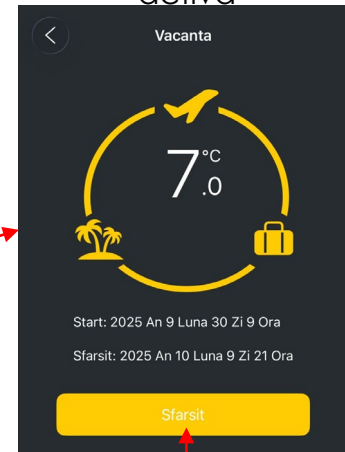 activa
Vacanta
7.0 °C
Start: 2025 An 9 Luna 30 Zi 9 Ora
Sfarsit: 2025 An 10 Luna 9 Zi 21 Ora
Sfarsit